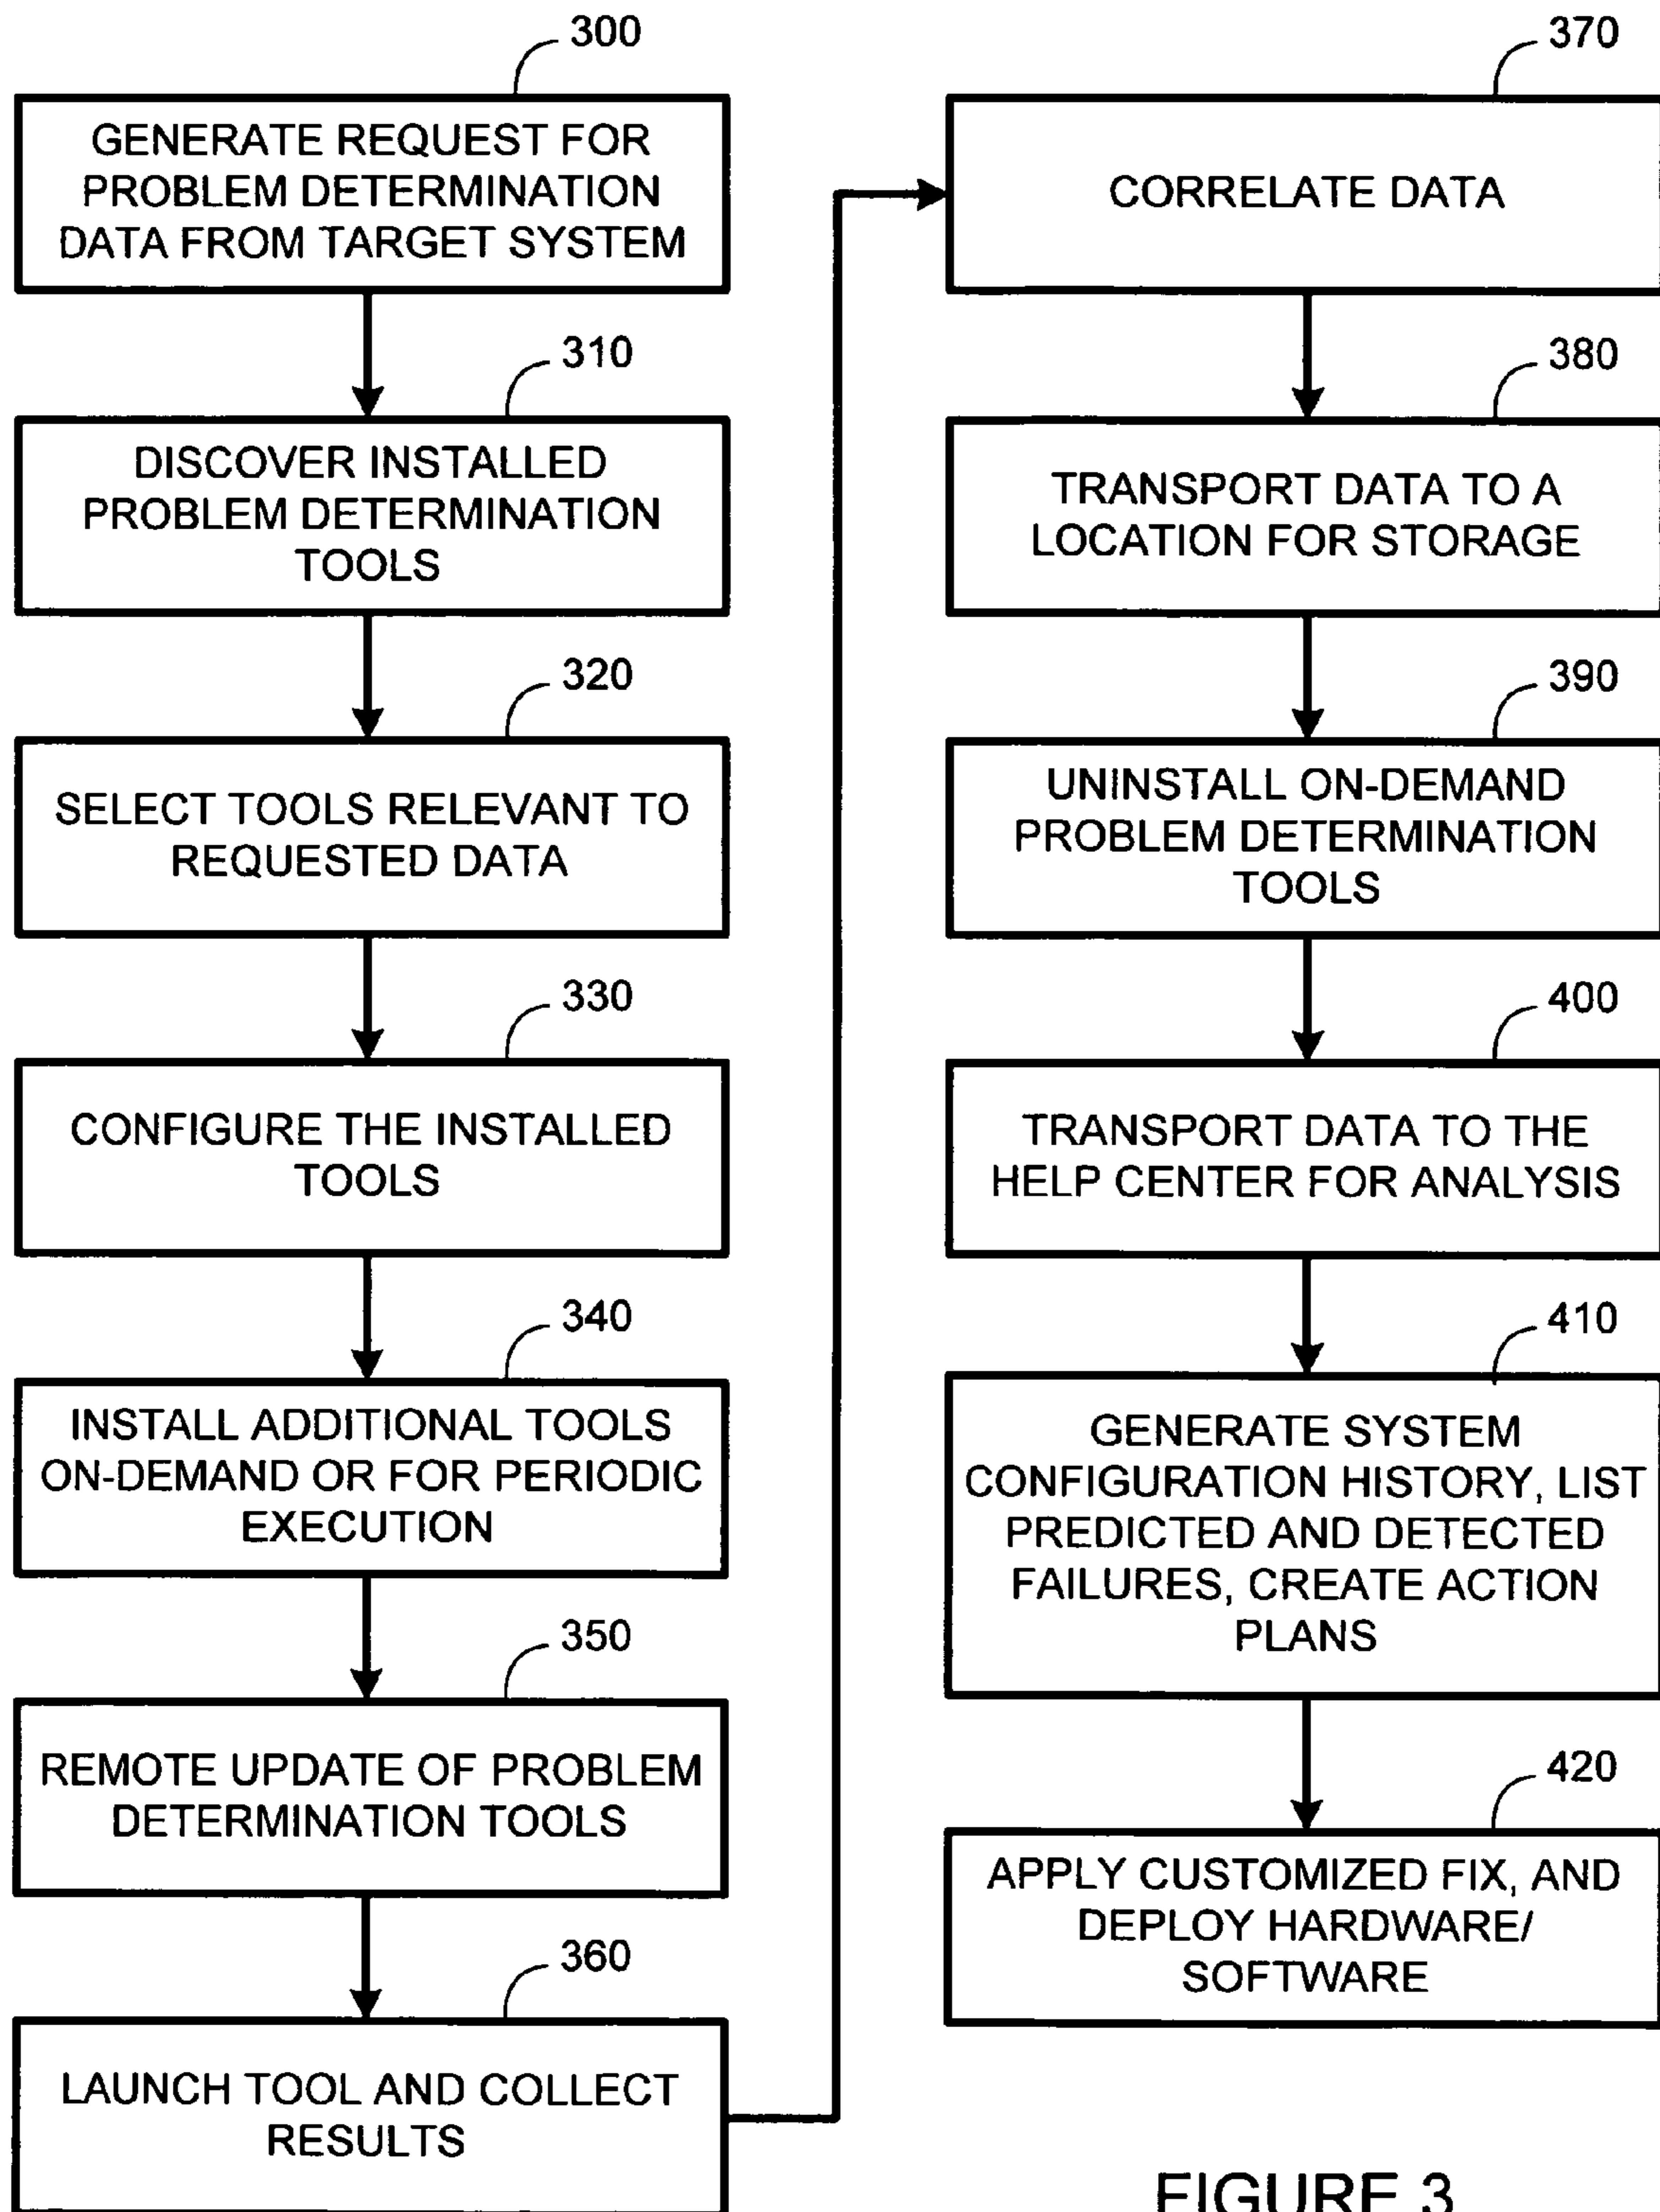 300
GENERATE REQUEST FOR
PROBLEM DETERMINATION
DATA FROM TARGET SYSTEM
310
DISCOVER INSTALLED
PROBLEM DETERMINATION
TOOLS
320
SELECT TOOLS RELEVANT TO
REQUESTED DATA
330
CONFIGURE THE INSTALLED
TOOLS
340
INSTALL ADDITIONAL TOOLS
ON-DEMAND OR FOR PERIODIC
EXECUTION
350
REMOTE UPDATE OF PROBLEM
DETERMINATION TOOLS
360
LAUNCH TOOL AND COLLECT
RESULTS
370
CORRELATE DATA
380
TRANSPORT DATA TO A
LOCATION FOR STORAGE
390
UNINSTALL ON-DEMAND
PROBLEM DETERMINATION
TOOLS
400
TRANSPORT DATA TO THE
HELP CENTER FOR ANALYSIS
410
GENERATE SYSTEM
CONFIGURATION HISTORY, LIST
PREDICTED AND DETECTED
FAILURES, CREATE ACTION
PLANS
420
APPLY CUSTOMIZED FIX, AND
DEPLOY HARDWARE/
SOFTWARE
FIGURE 3